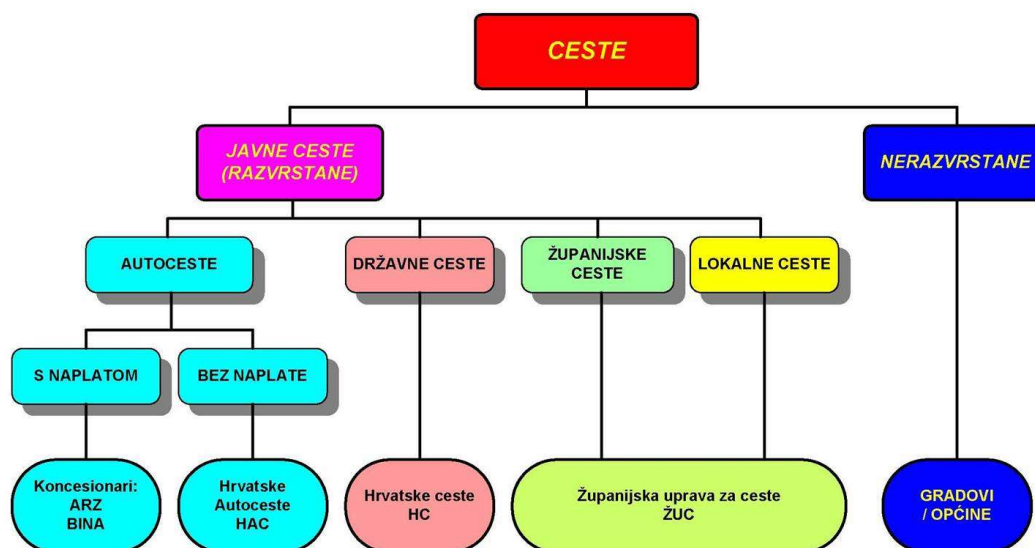 CESTE
JAVNE CESTE
(RAZVRSTANE)
NERAZVRSTANE
AUTOCESTE
DRŽAVNE CESTE
ŽUPANIJSKE
CESTE
LOKALNE CESTE
S NAPLATOM
BEZ NAPLATE
Koncesionari:
ARZ
BINA
Hrvatske
Autoceste
HAC
Hrvatske ceste
HC
Županijska uprava za ceste
ŽUC
GRADOVI
/ OPĆINE